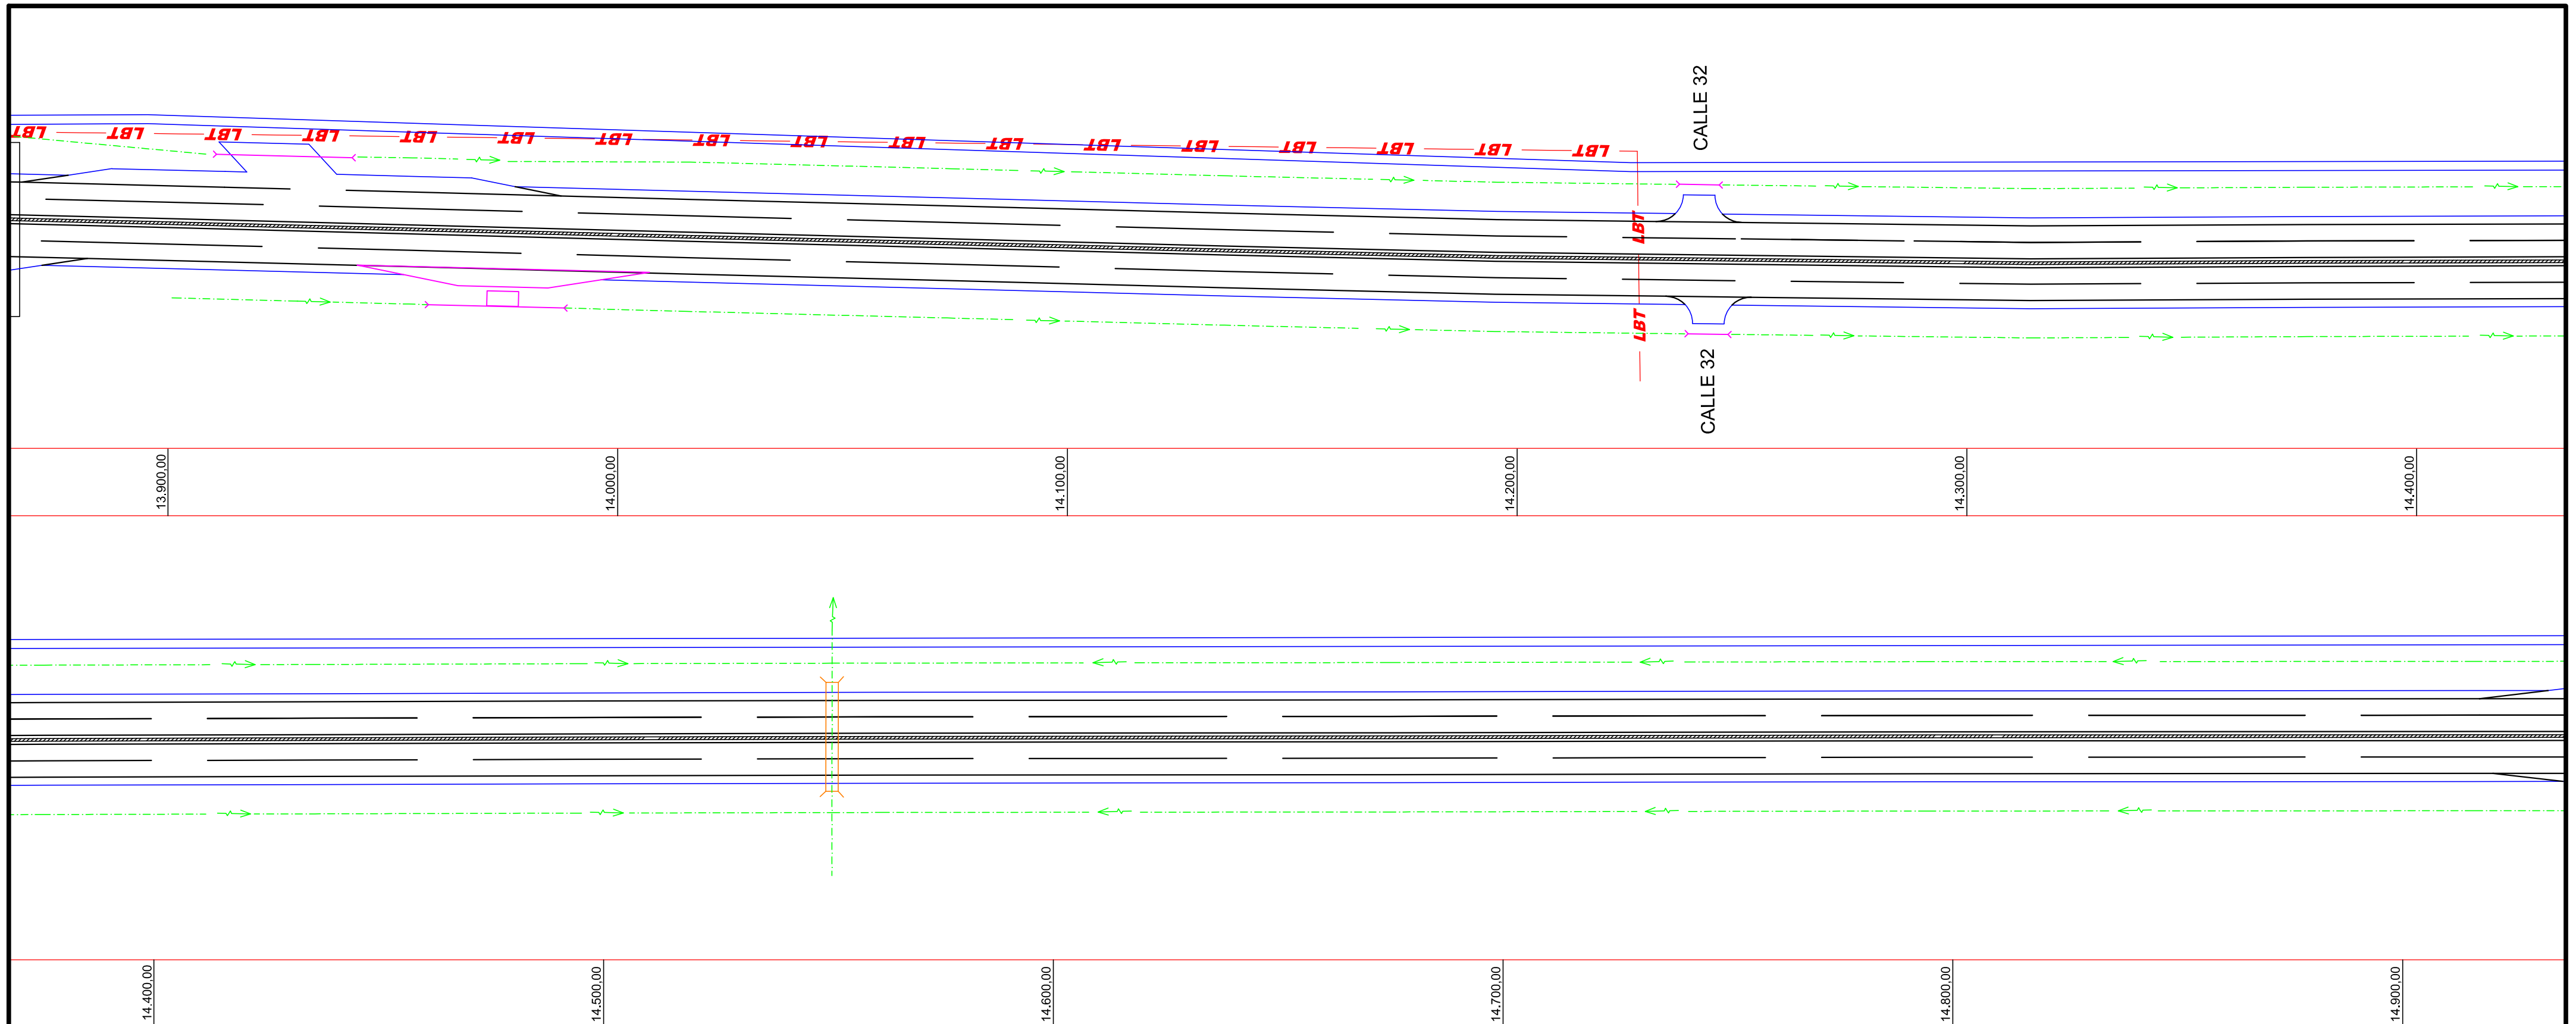 CALLE 32
LBT LBT LBT LBT LBT LBT LBT LBT LBT LBT LBT LBT LBT LBT LBT LBT LBT
LBT
LBT
CALLE 32
13.900,00 14.000,00 14.100,00 14.200,00 14.300,00 14.400,00
14.400,00 14.500,00 14.600,00 14.700,00 14.800,00 14.900,00